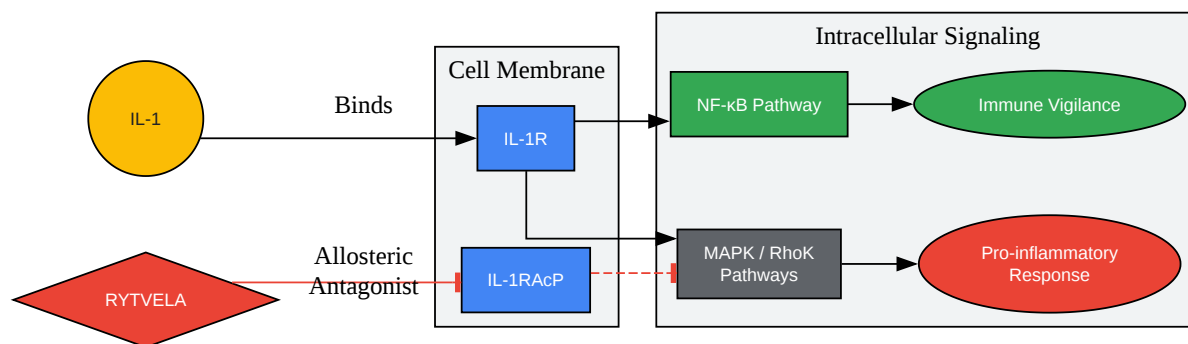 Intracellular Signaling
Cell Membrane
IL-1
Binds
IL-1R
NF-κB Pathway
Immune Vigilance
RYTVELA
Allosteric
Antagonist
IL-1RAcP
MAPK / RhoK
Pathways
Pro-inflammatory
Response